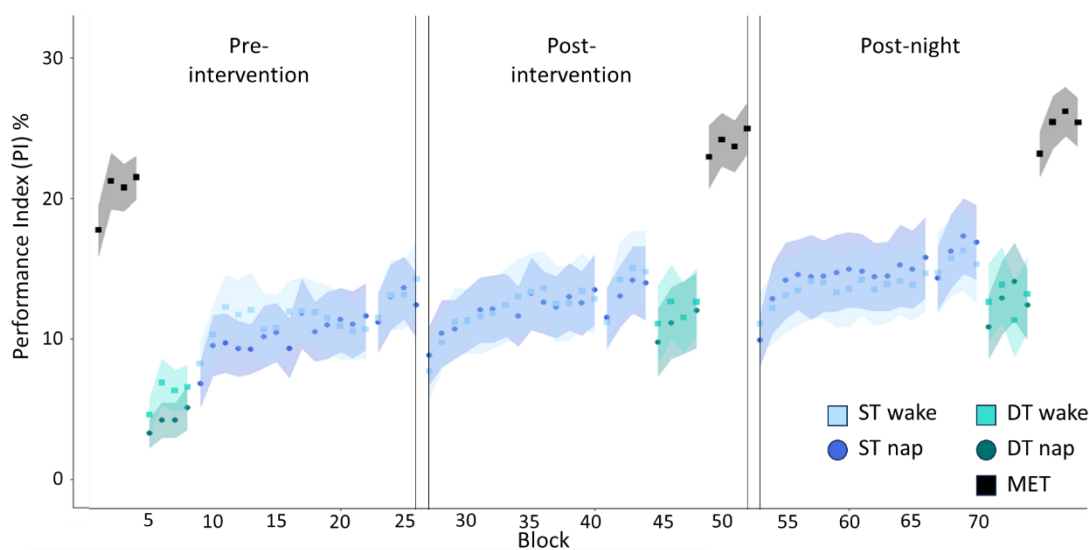 Performance Index (PI) %
30
20
10
0
Pre-
intervention
Post-
intervention
Post-night
ST wake
DT wake
ST nap
DT nap
MET
5
10
15
20
25
30
35
40
45
50
55
60
65
70
Block